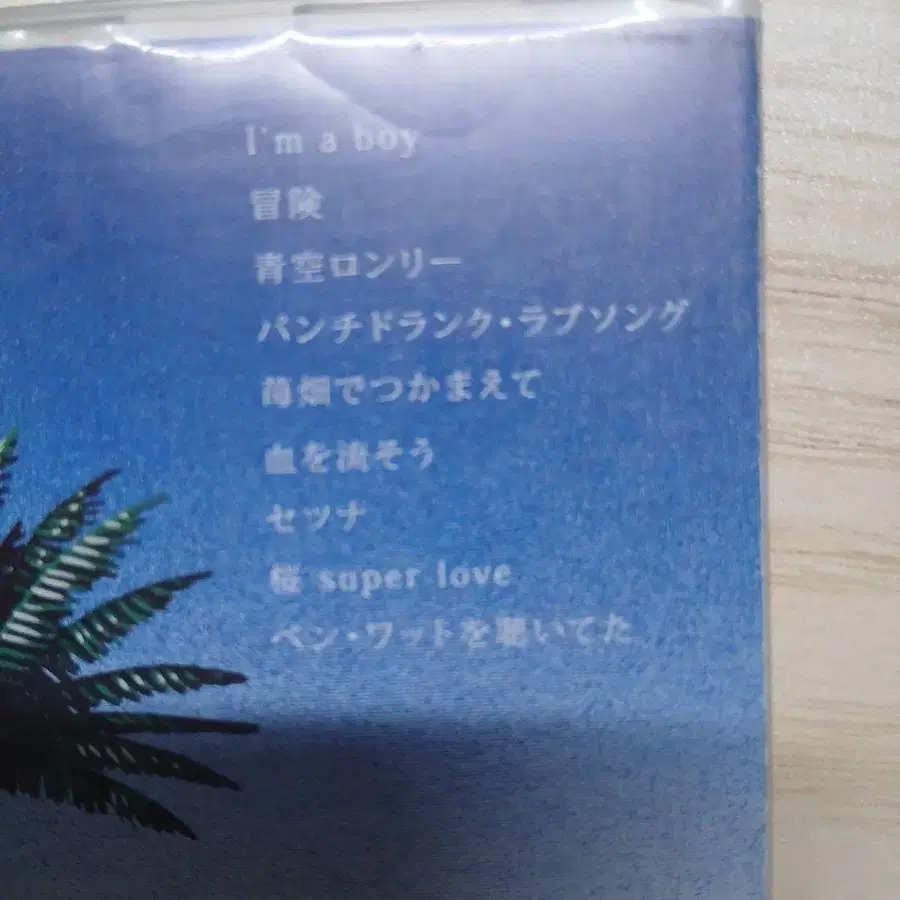 I'm a boy
冒険
青空ロンリー
パンチドランク・ラブソング
苺畑でつかまえて
血を流そう
セツナ
桜 super love
ベン・ワットを聴いてた